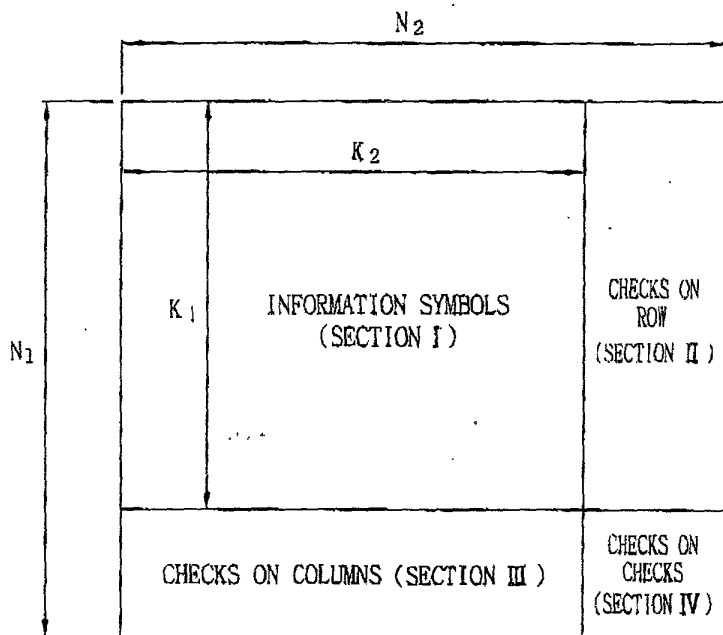 N2
K2
K1
N1
INFORMATION SYMBOLS
(SECTION I)
CHECKS ON
ROW
(SECTION Ⅱ)
CHECKS ON COLUMNS (SECTION Ⅲ)
CHECKS ON
CHECKS
(SECTION Ⅳ)